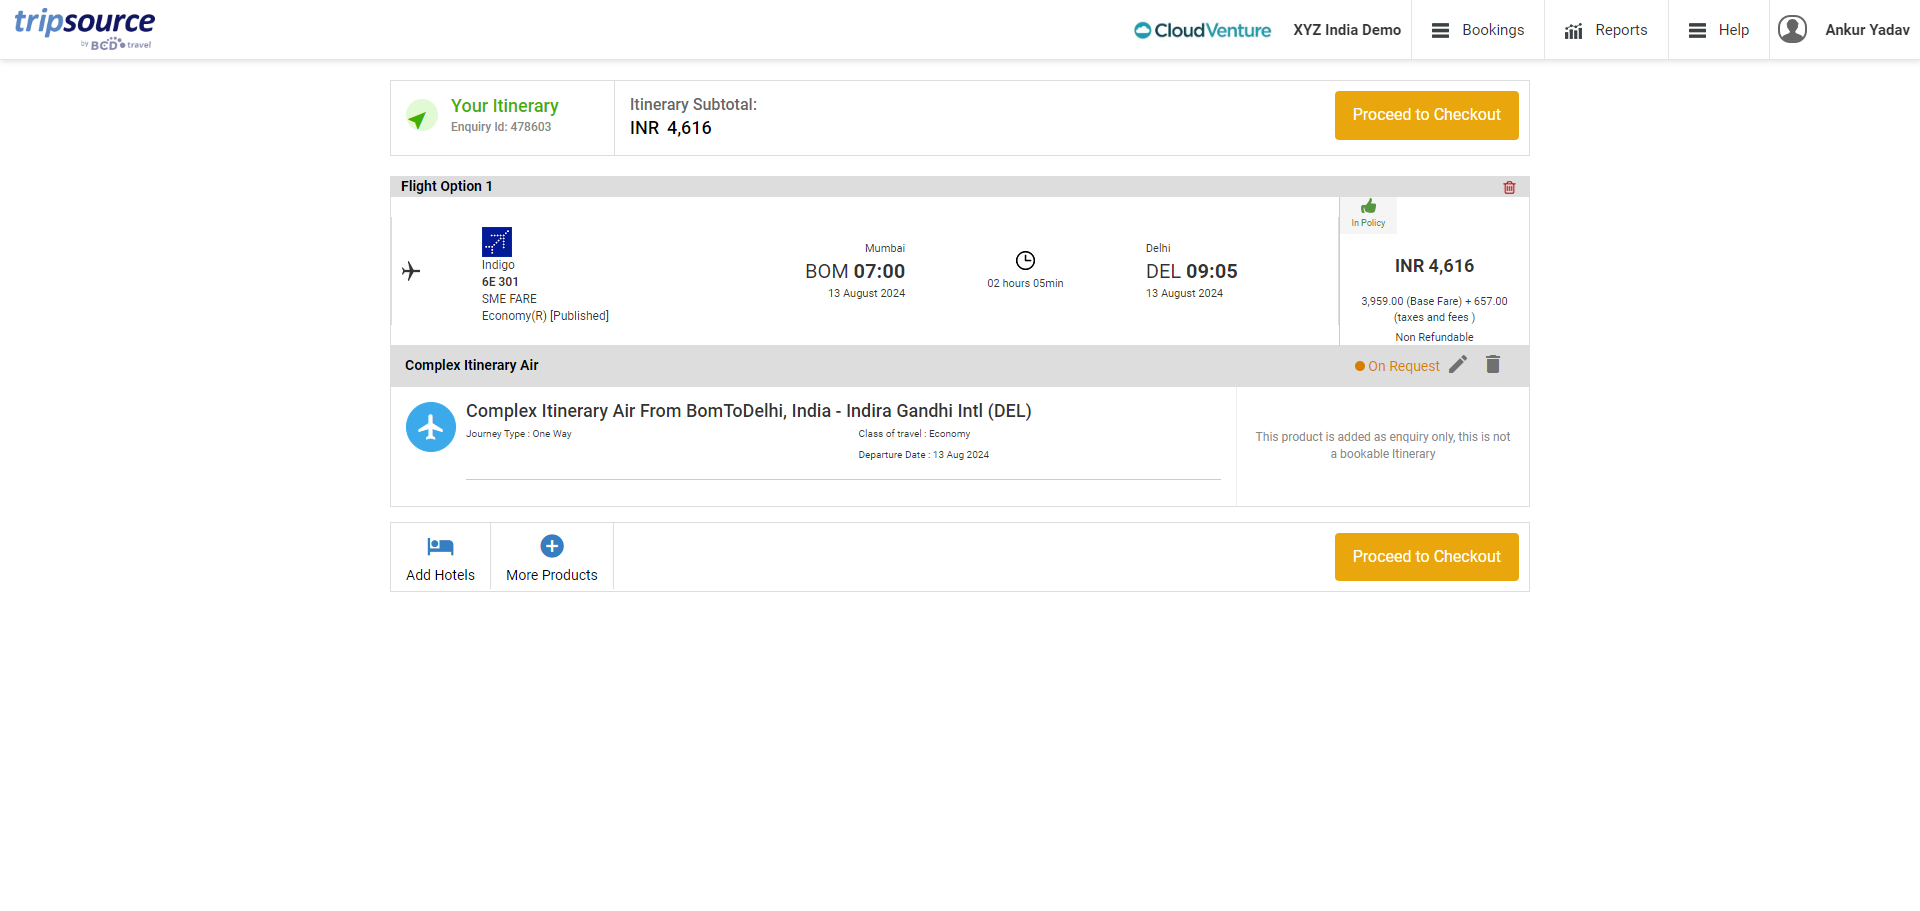 tripsource
by BCD travel
CloudVenture
XYZ India Demo
Bookings
Reports
Help
Ankur Yadav
Your Itinerary
Enquiry Id: 478603
Itinerary Subtotal:
INR 4,616
Proceed to Checkout
Flight Option 1
In Policy
Indigo
6E 301
SME FARE
Economy(R) [Published]
Mumbai
BOM 07:00
13 August 2024
02 hours 05min
Delhi
DEL 09:05
13 August 2024
INR 4,616
3,959.00 (Base Fare) + 657.00
(taxes and fees )
Non Refundable
Complex Itinerary Air
On Request
Complex Itinerary Air From BomToDelhi, India - Indira Gandhi Intl (DEL)
Journey Type : One Way
Class of travel : Economy
Departure Date : 13 Aug 2024
This product is added as enquiry only, this is not
a bookable Itinerary
Add Hotels
More Products
Proceed to Checkout